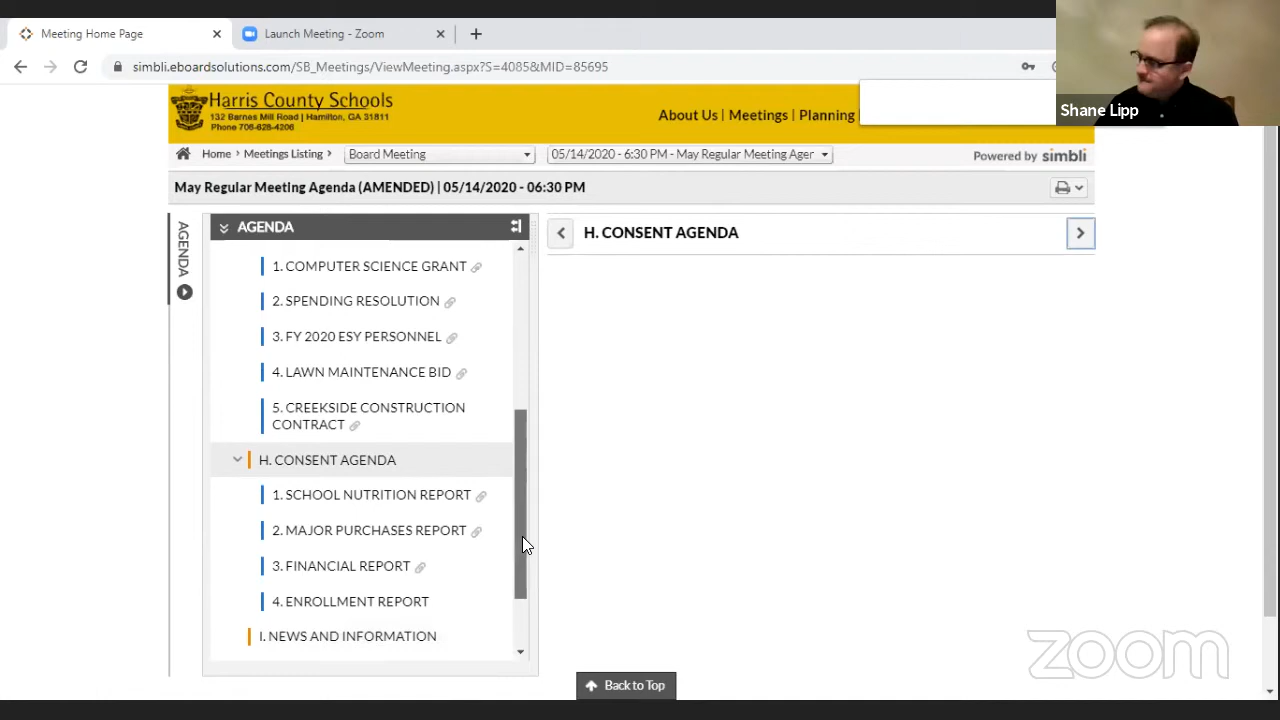 Meeting Home Page
Launch Meeting - Zoom
simbli.eboardsolutions.com/SB_Meetings/ViewMeeting.aspx?S=4085&MID=85695
Shane Lipp
Harris County Schools
132 Barnes Mill Road | Hamilton, GA 31811
Phone 706-628-4206
About Us | Meetings | Planning
Home > Meetings Listing >
Board Meeting
05/14/2020 - 6:30 PM - May Regular Meeting Ager
Powered by simbli
May Regular Meeting Agenda (AMENDED) | 05/14/2020 - 06:30 PM
AGENDA
AGENDA
H. CONSENT AGENDA
1. COMPUTER SCIENCE GRANT
2. SPENDING RESOLUTION
3. FY 2020 ESY PERSONNEL
4. LAWN MAINTENANCE BID
5. CREEKSIDE CONSTRUCTION
CONTRACT
H. CONSENT AGENDA
1. SCHOOL NUTRITION REPORT
2. MAJOR PURCHASES REPORT
3. FINANCIAL REPORT
4. ENROLLMENT REPORT
I. NEWS AND INFORMATION
Back to Top
zoom